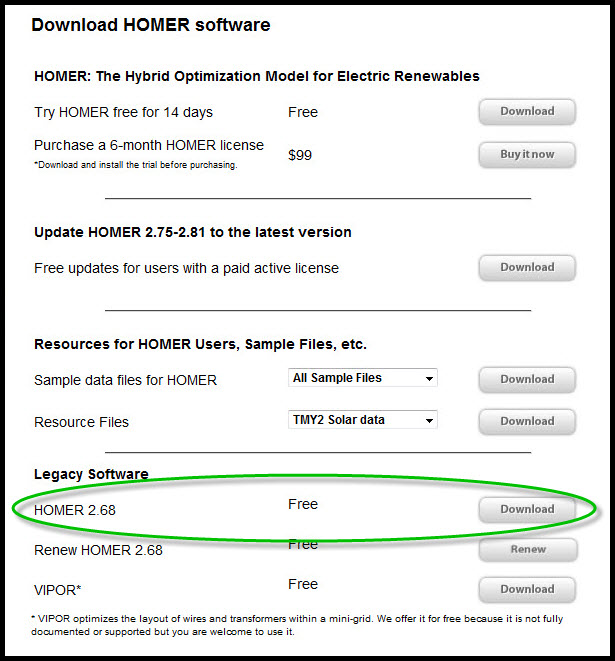 Download HOMER software
HOMER: The Hybrid Optimization Model for Electric Renewables
Try HOMER free for 14 days Free Download
Purchase a 6-month HOMER license $99 Buy it now
*Download and install the trial before purchasing.
Update HOMER 2.75-2.81 to the latest version
Free updates for users with a paid active license Download
Resources for HOMER Users, Sample Files, etc.
Sample data files for HOMER All Sample Files Download
Resource Files TMY2 Solar data Download
Legacy Software
HOMER 2.68 Free Download
Renew HOMER 2.68 Free Renew
VIPOR* Free Download
* VIPOR optimizes the layout of wires and transformers within a mini-grid. We offer it for free because it is not fully
documented or supported but you are welcome to use it.